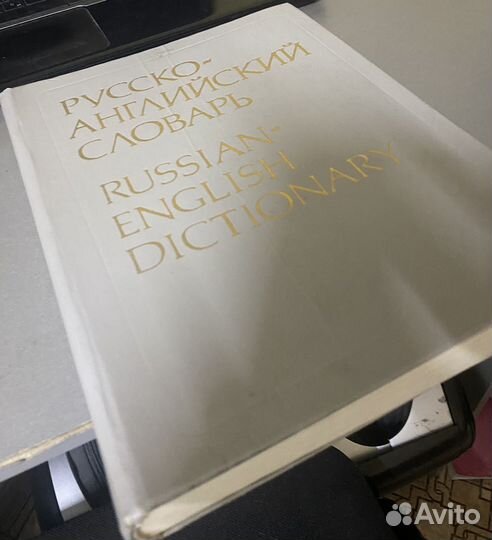 РУССКО-
АНГЛИЙСКИЙ
СЛОВАРЬ
RUSSIAN-
ENGLISH
DICTIONARY
Avito